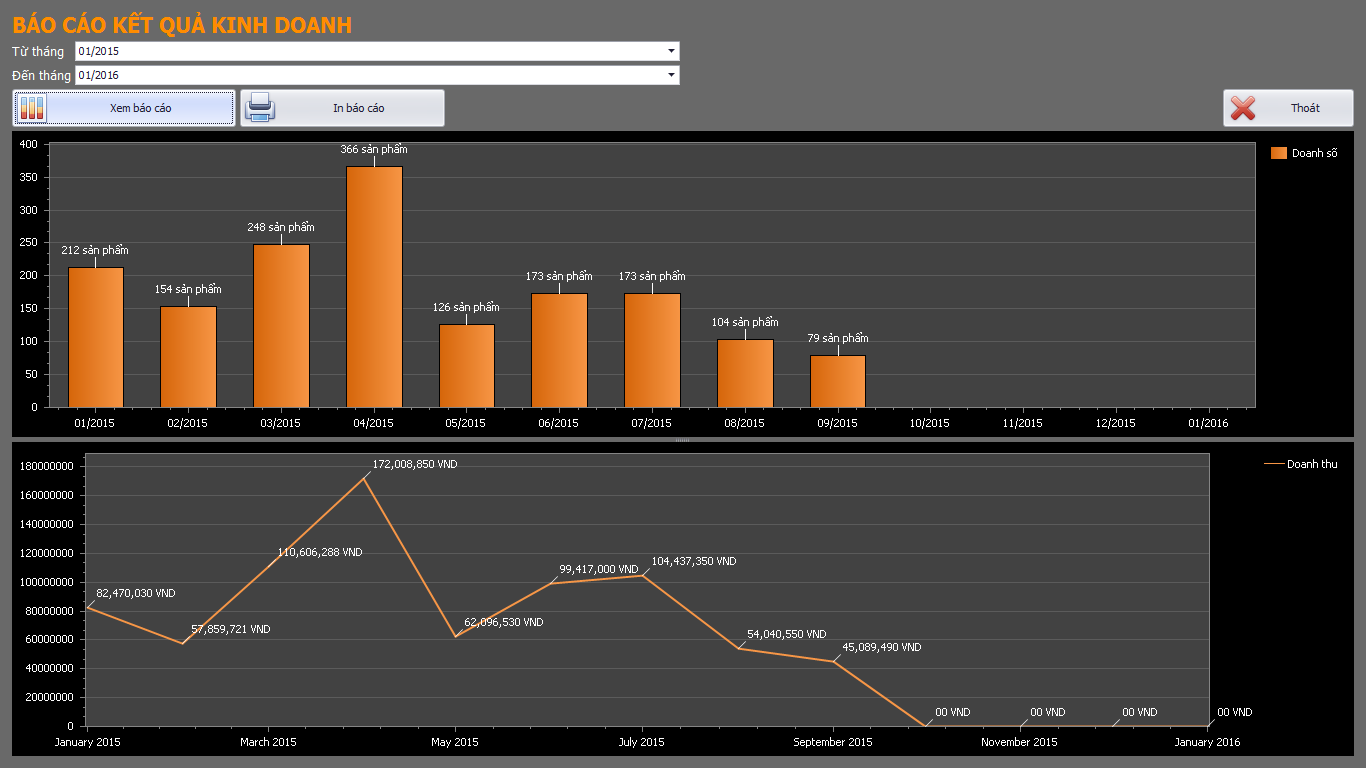 BÁO CÁO KẾT QUẢ KINH DOANH
Từ tháng 01/2015
Đến tháng 01/2016
Xem báo cáo In báo cáo Thoát
400
350
300
250
200
150
100
50
0
212 sản phẩm
154 sản phẩm
248 sản phẩm
366 sản phẩm
126 sản phẩm
173 sản phẩm
173 sản phẩm
104 sản phẩm
79 sản phẩm
01/2015 02/2015 03/2015 04/2015 05/2015 06/2015 07/2015 08/2015 09/2015 10/2015 11/2015 12/2015 01/2016
Doanh số
180000000
160000000
140000000
120000000
100000000
80000000
60000000
40000000
20000000
0
82,470,030 VND
57,859,721 VND
110,606,288 VND
172,008,850 VND
62,096,530 VND
99,417,000 VND
104,437,350 VND
54,040,550 VND
45,089,490 VND
00 VND
00 VND
00 VND
00 VND
January 2015 March 2015 May 2015 July 2015 September 2015 November 2015 January 2016
Doanh thu